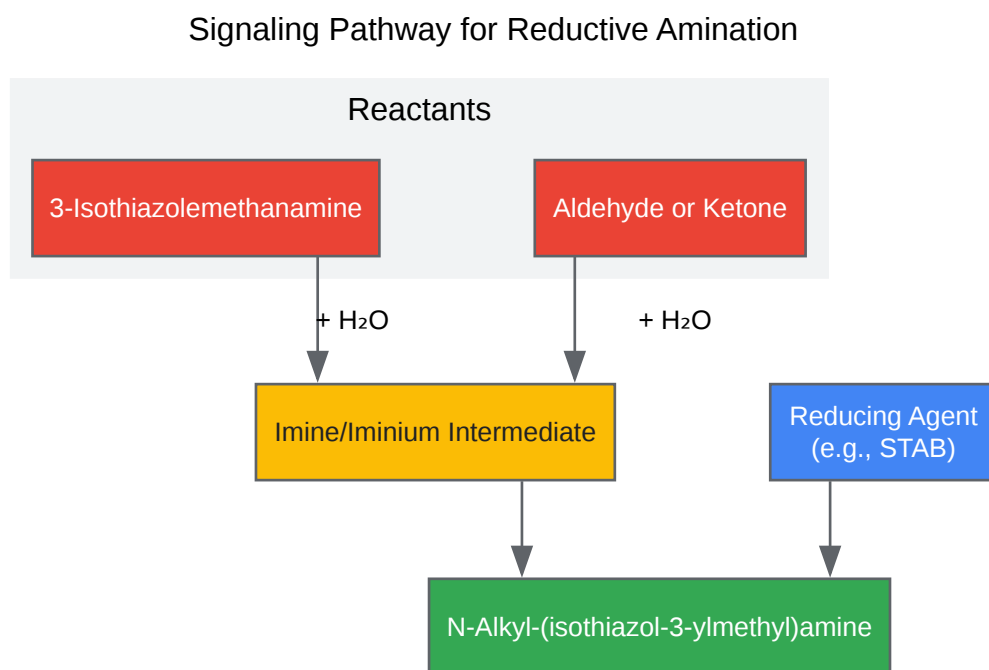 Signaling Pathway for Reductive Amination
Reactants
3-Isothiazolemethanamine
Aldehyde or Ketone
+ H₂O
+ H₂O
Imine/Iminium Intermediate
Reducing Agent
(e.g., STAB)
N-Alkyl-(isothiazol-3-ylmethyl)amine